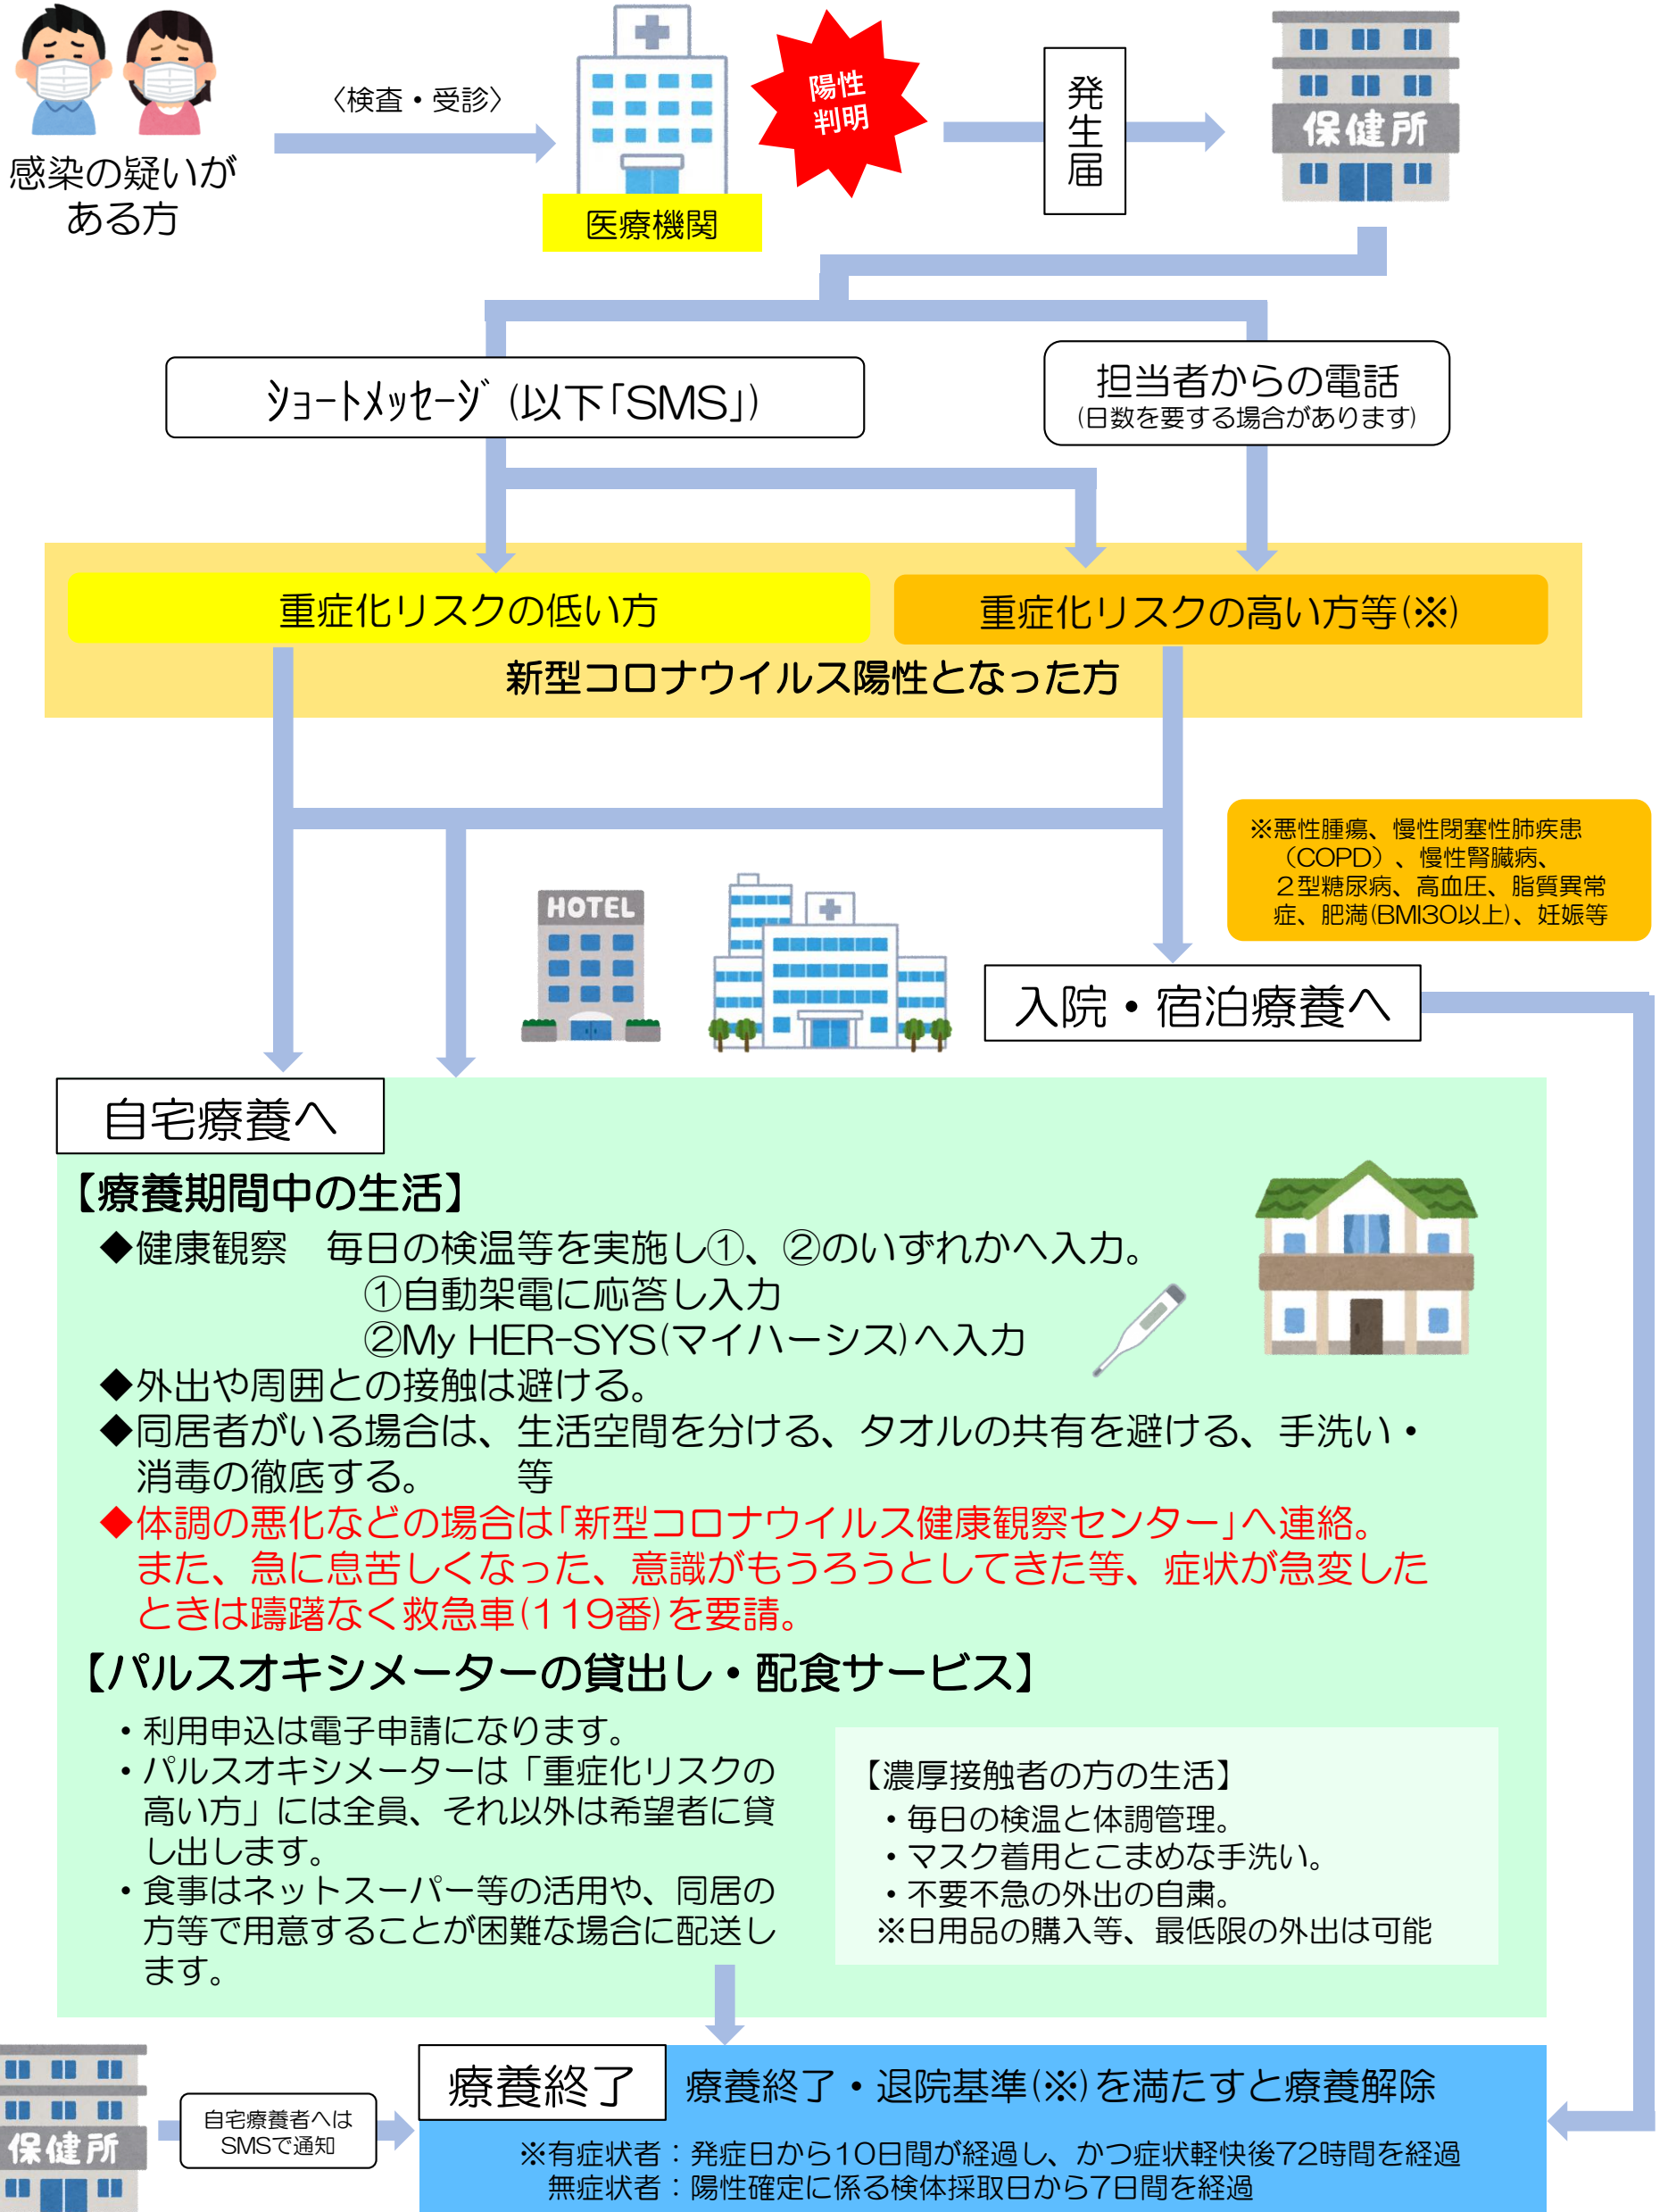 〈検査・受診〉
陽性
判明
発生届
保健所
感染の疑いが
ある方
医療機関
ｼｮｰﾄﾒｯｾｰｼﾞ (以下「SMS」)
担当者からの電話
(日数を要する場合があります)
重症化リスクの低い方
重症化リスクの高い方等(※)
新型コロナウイルス陽性となった方
※悪性腫瘍、慢性閉塞性肺疾患
（COPD）、慢性腎臓病、
２型糖尿病、高血圧、脂質異常
症、肥満(BMI30以上)、妊娠等
HOTEL
入院・宿泊療養へ
自宅療養へ
【療養期間中の生活】
◆健康観察　毎日の検温等を実施し①、②のいずれかへ入力。
①自動架電に応答し入力
②My HER-SYS(マイハーシス)へ入力
◆外出や周囲との接触は避ける。
◆同居者がいる場合は、生活空間を分ける、タオルの共有を避ける、手洗い・
消毒の徹底する。　　等
◆体調の悪化などの場合は「新型コロナウイルス健康観察センター」へ連絡。
また、急に息苦しくなった、意識がもうろうとしてきた等、症状が急変した
ときは躊躇なく救急車(119番)を要請。
【パルスオキシメーターの貸出し・配食サービス】
・利用申込は電子申請になります。
・パルスオキシメーターは「重症化リスクの
高い方」には全員、それ以外は希望者に貸
し出します。
・食事はネットスーパー等の活用や、同居の
方等で用意することが困難な場合に配送し
ます。
【濃厚接触者の方の生活】
・毎日の検温と体調管理。
・マスク着用とこまめな手洗い。
・不要不急の外出の自粛。
※日用品の購入等、最低限の外出は可能
保健所
自宅療養者へは
SMSで通知
療養終了
療養終了・退院基準(※)を満たすと療養解除
※有症状者：発症日から10日間が経過し、かつ症状軽快後72時間を経過
無症状者：陽性確定に係る検体採取日から7日間を経過